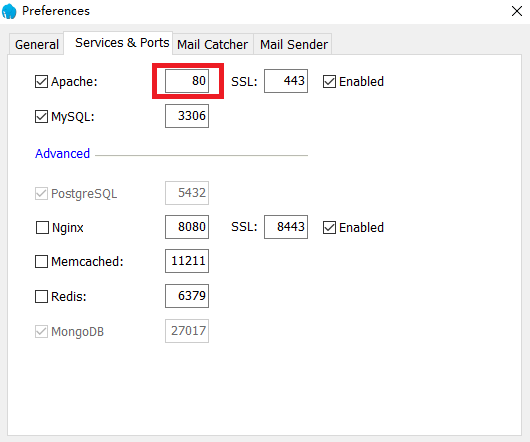 Preferences
General Services & Ports Mail Catcher Mail Sender
Apache: 80 SSL: 443 Enabled
MySQL: 3306
Advanced
PostgreSQL 5432
Nginx 8080 SSL: 8443 Enabled
Memcached: 11211
Redis: 6379
MongoDB 27017